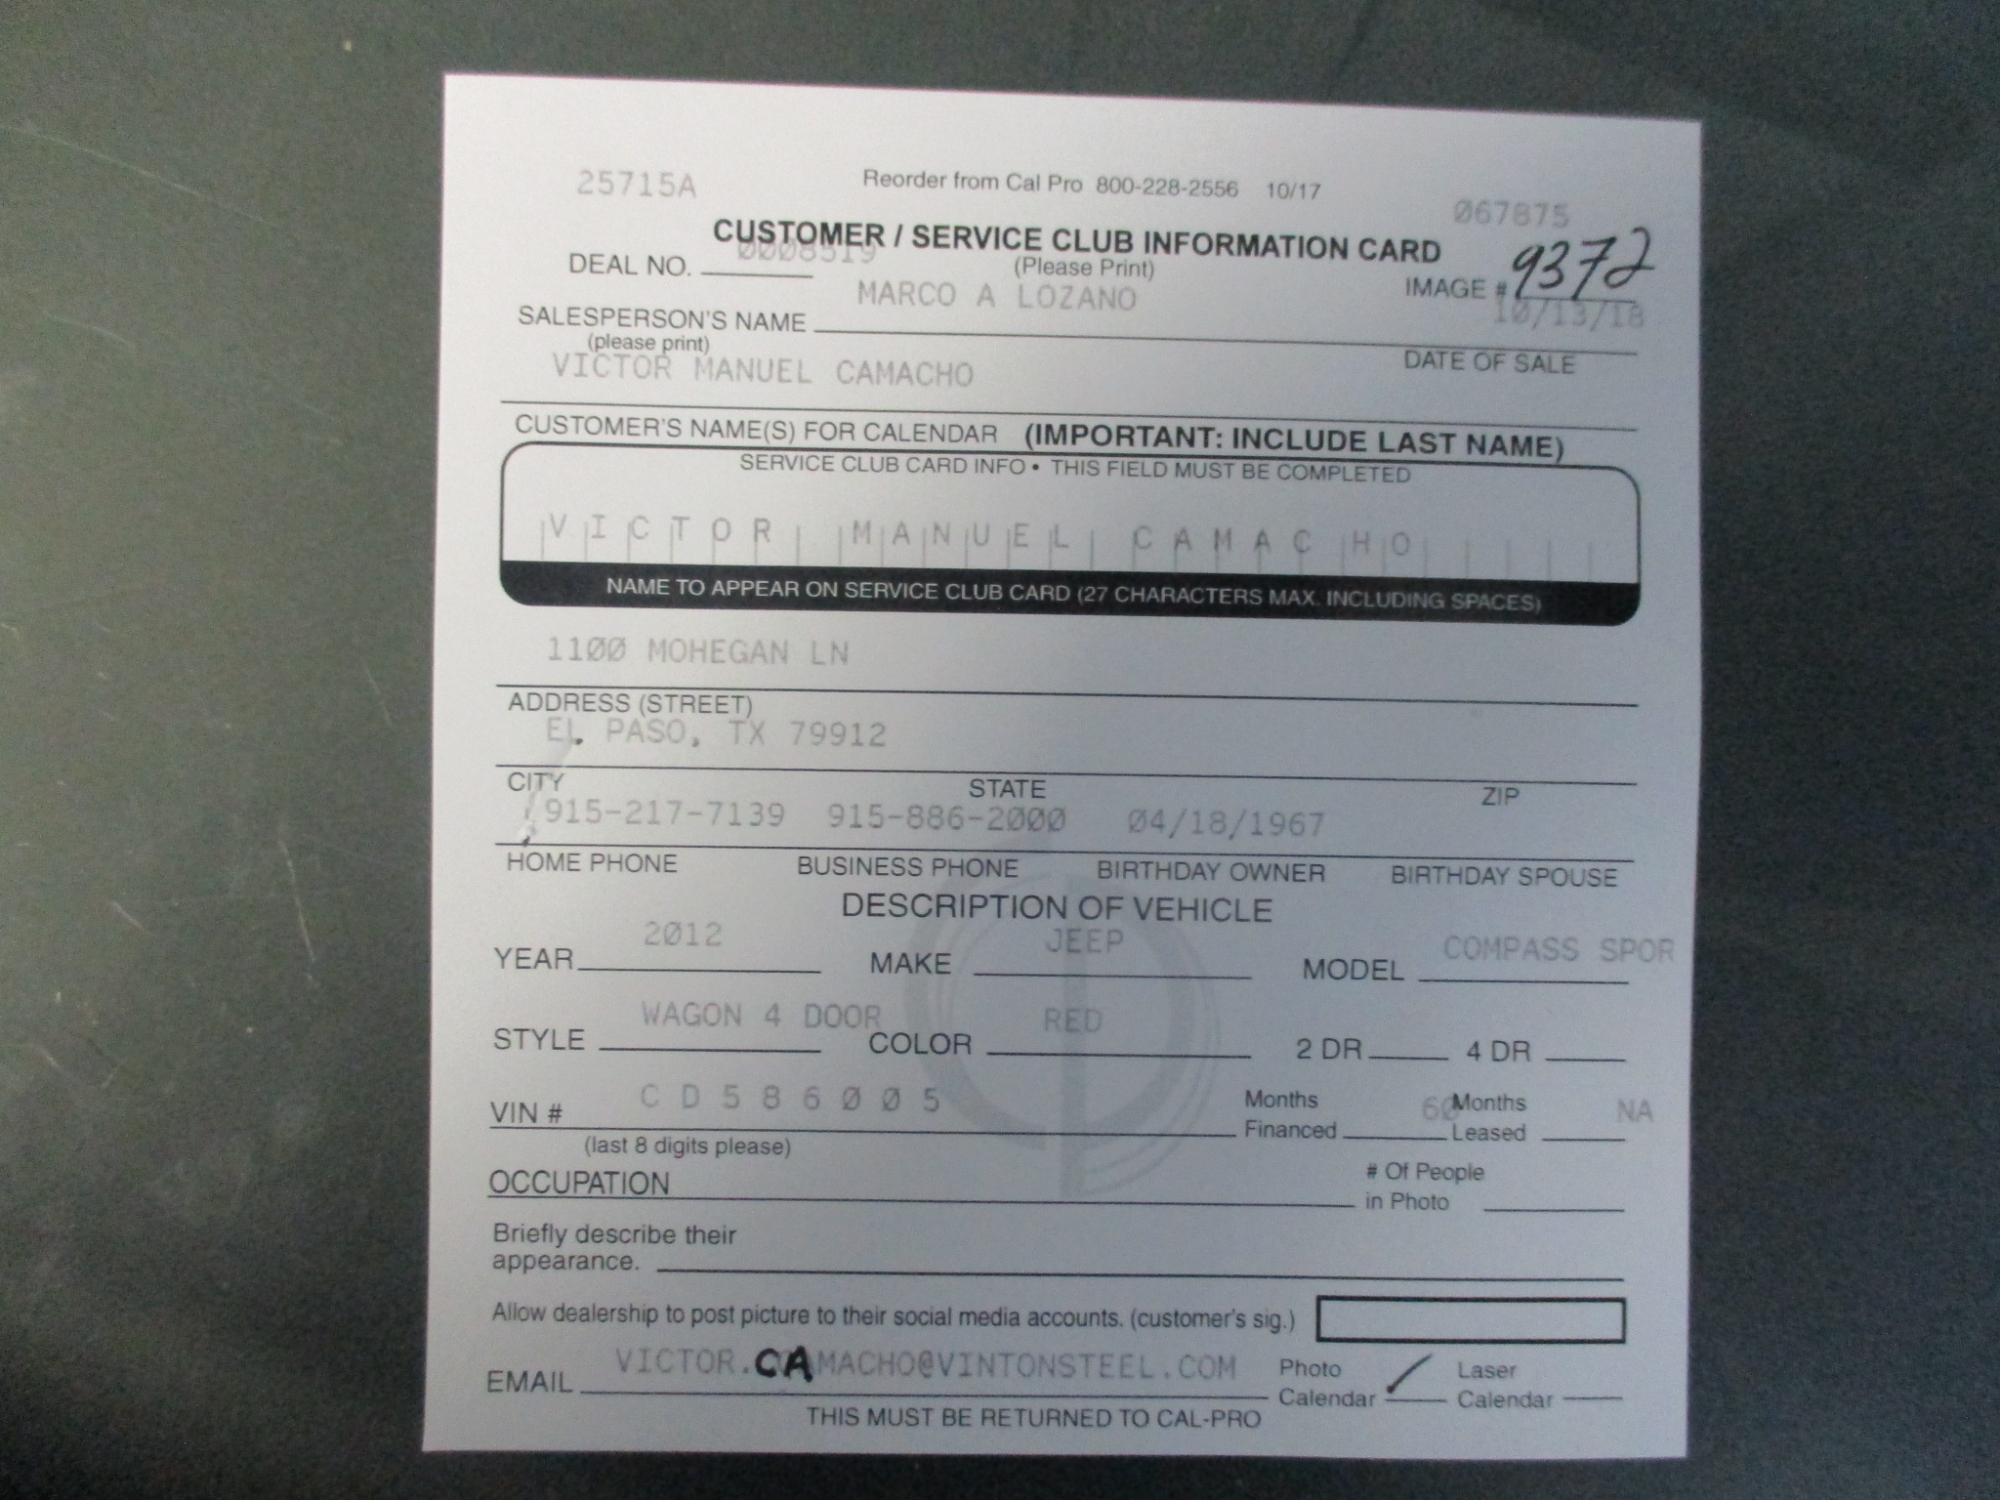 25715A Reorder from Cal Pro 800-228-2556 10/17
067875
CUSTOMER / SERVICE CLUB INFORMATION CARD
DEAL NO. 0008519 (Please Print) IMAGE # 9372
MARCO A LOZANO 10/13/18
SALESPERSON'S NAME
(please print) DATE OF SALE
VICTOR MANUEL CAMACHO
CUSTOMER'S NAME(S) FOR CALENDAR (IMPORTANT: INCLUDE LAST NAME)
SERVICE CLUB CARD INFO • THIS FIELD MUST BE COMPLETED
VICTOR MANUEL CAMACHO
NAME TO APPEAR ON SERVICE CLUB CARD (27 CHARACTERS MAX. INCLUDING SPACES)
1100 MOHEGAN LN
ADDRESS (STREET)
EL PASO, TX 79912
CITY STATE ZIP
915-217-7139 915-886-2000 04/18/1967
HOME PHONE BUSINESS PHONE BIRTHDAY OWNER BIRTHDAY SPOUSE
DESCRIPTION OF VEHICLE
YEAR 2012 MAKE JEEP MODEL COMPASS SPOR
STYLE WAGON 4 DOOR COLOR RED 2 DR 4 DR
VIN # CD586005 Months Financed 60 Months Leased NA
(last 8 digits please)
OCCUPATION # Of People in Photo
Briefly describe their
appearance.
Allow dealership to post picture to their social media accounts. (customer's sig.)
EMAIL VICTOR.CAMACHO@VINTONSTEEL.COM Photo Calendar Laser Calendar
THIS MUST BE RETURNED TO CAL-PRO